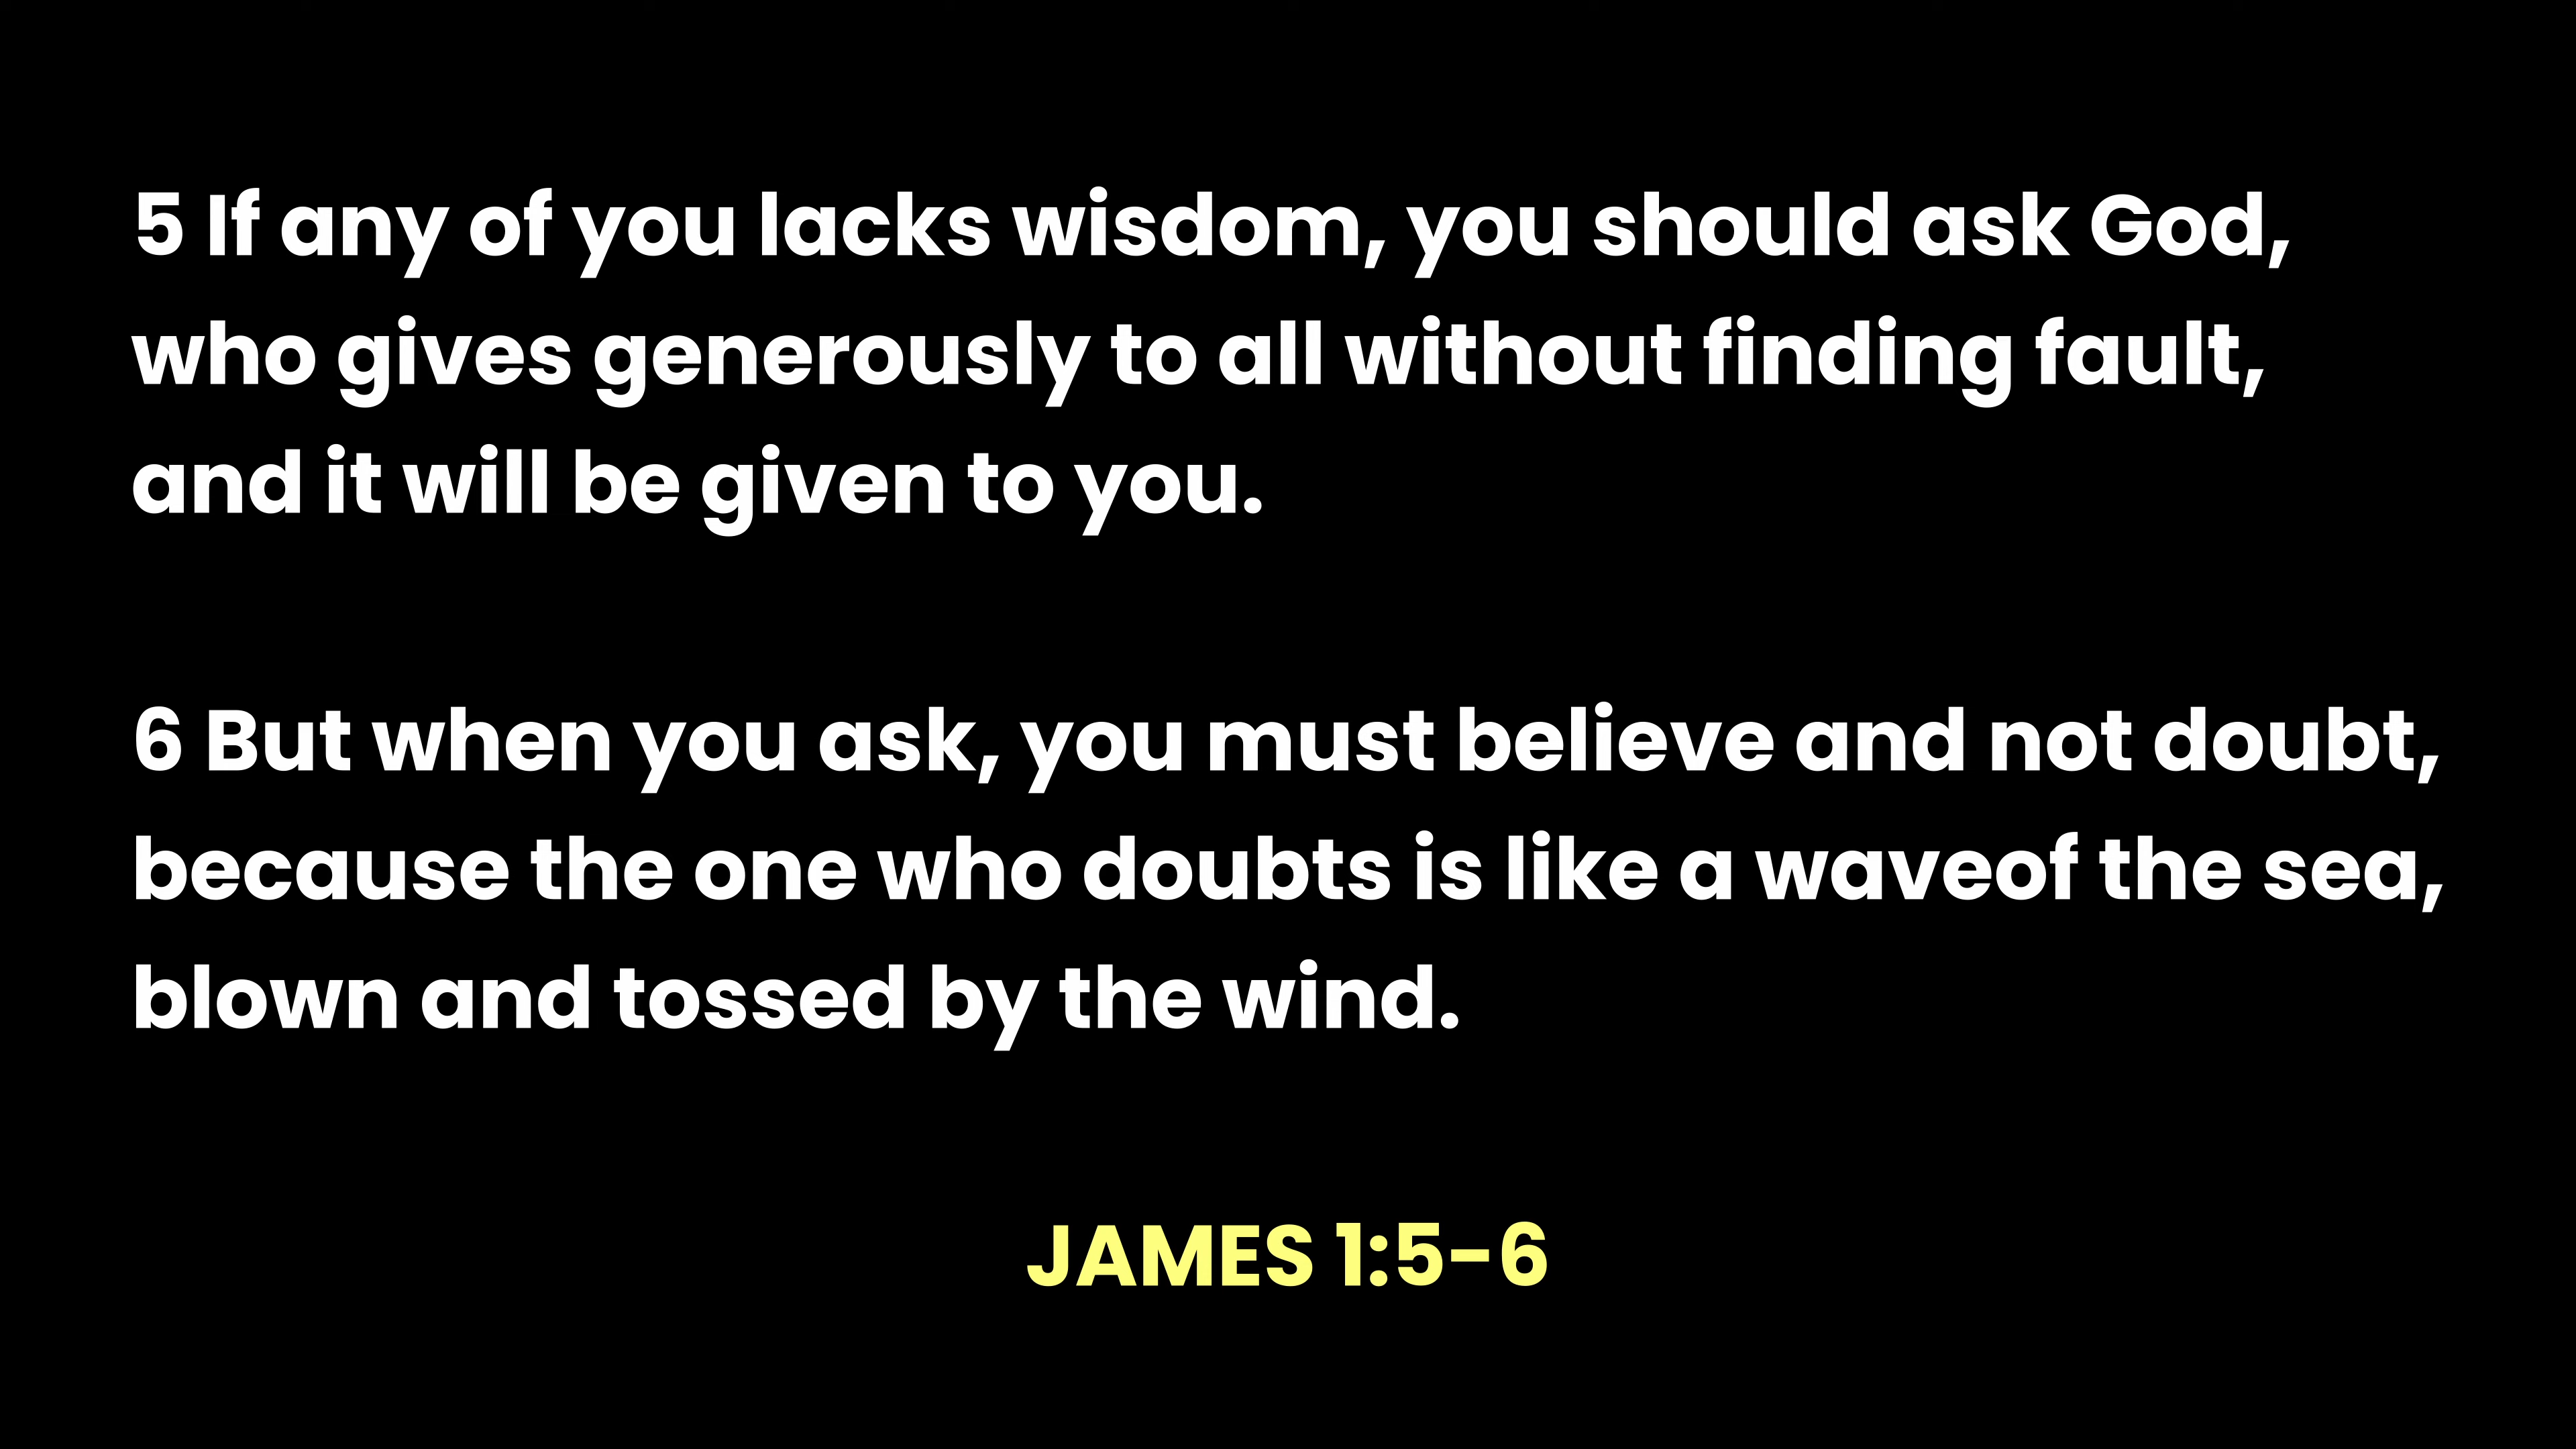 5 If any of you lacks wisdom, you should ask God,
who gives generously to all without finding fault,
and it will be given to you.
6 But when you ask, you must believe and not doubt,
because the one who doubts is like a waveof the sea,
blown and tossed by the wind.
JAMES 1:5-6